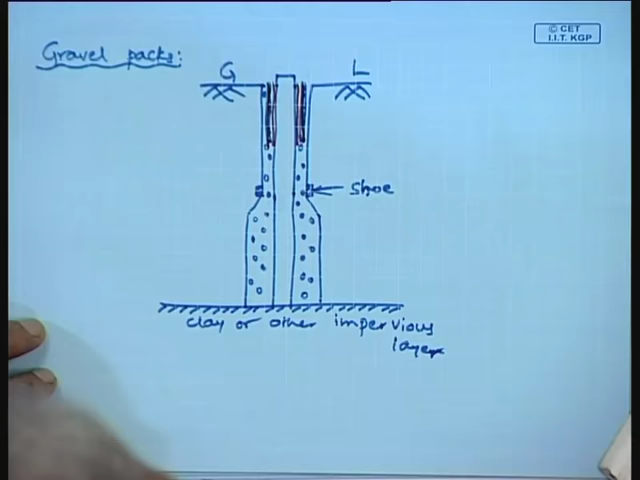 © CET
I.I.T. KGP
Gravel packs:
G L
shoe
clay or other impervious
layer